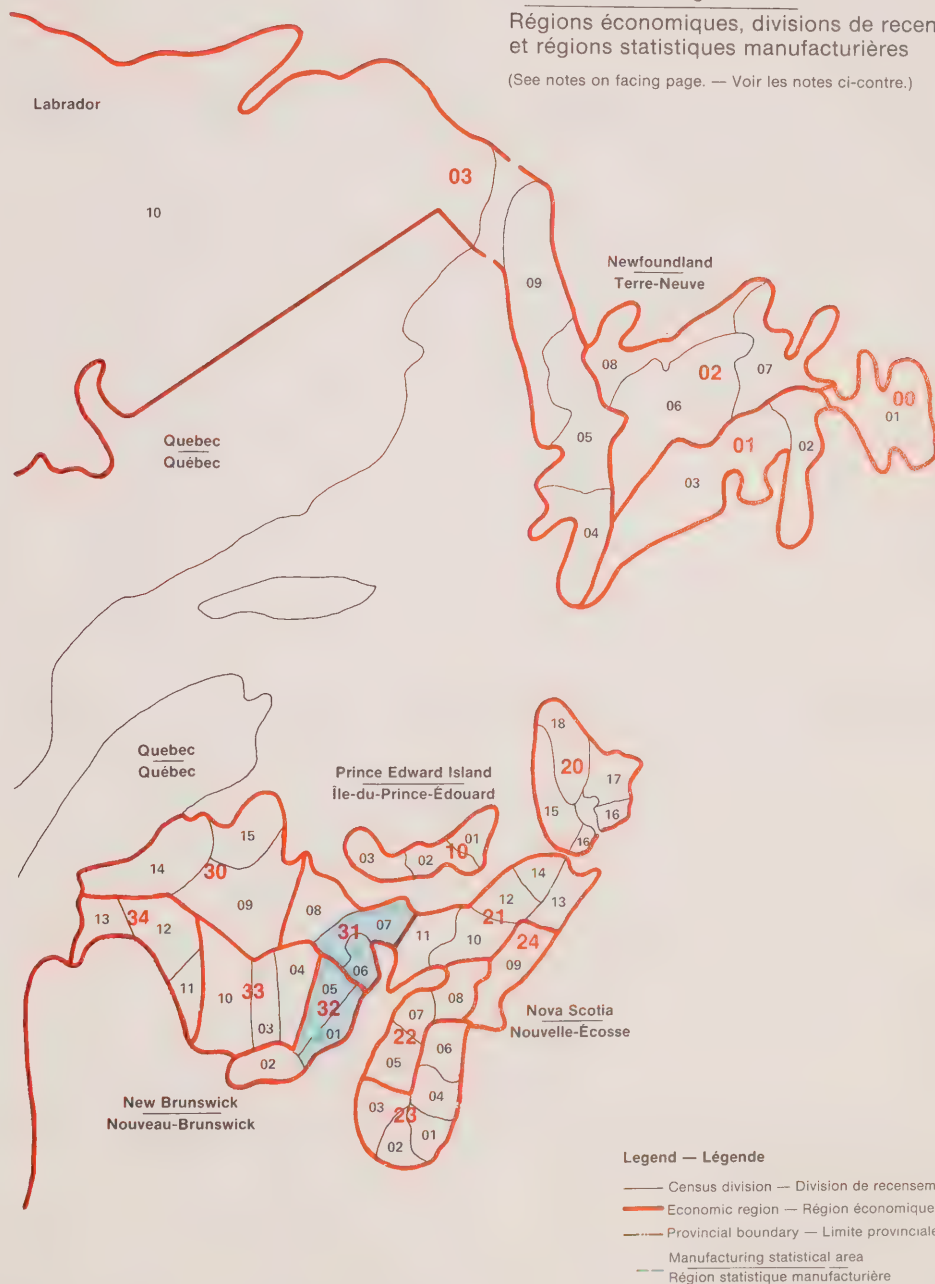 Régions économiques, divisions de recen
et régions statistiques manufacturières
(See notes on facing page. — Voir les notes ci-contre.)
Labrador
03
10
Newfoundland
Terre-Neuve
09
08
02
07
00
01
06
05
01
02
03
04
Quebec
Québec
Quebec
Québec
Prince Edward Island
Île-du-Prince-Édouard
18
20
17
15
16
16
01
10
02
03
15
14
30
09
14
12
13
21
24
11
10
09
08
31
07
06
13
34
12
11
10
33
04
03
05
32
01
02
08
07
22
05
06
04
03
23
02
01
Nova Scotia
Nouvelle-Écosse
New Brunswick
Nouveau-Brunswick
Legend — Légende
Census division — Division de recensem
Economic region — Région économique
Provincial boundary — Limite provinciale
Manufacturing statistical area
Région statistique manufacturière